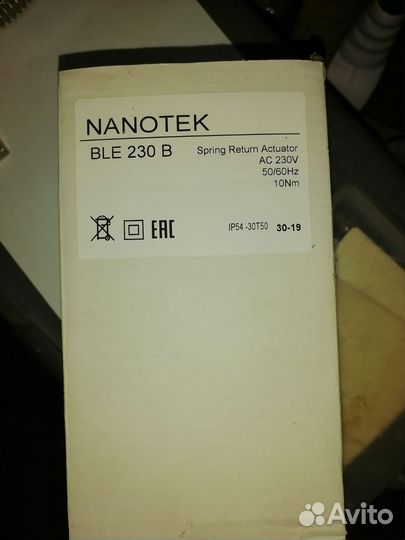 NANOTEK
BLE 230 B
Spring Return Actuator
AC 230V
50/60Hz
10Nm
EAC
IP54 -30T50 30-19
Avito